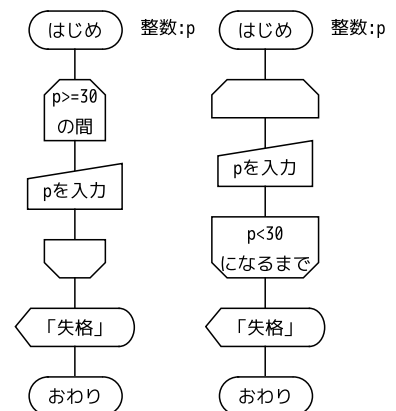 はじめ
整数:p
p>=30
の間
pを入力
「失格」
おわり
はじめ
整数:p
pを入力
p<30
になるまで
「失格」
おわり